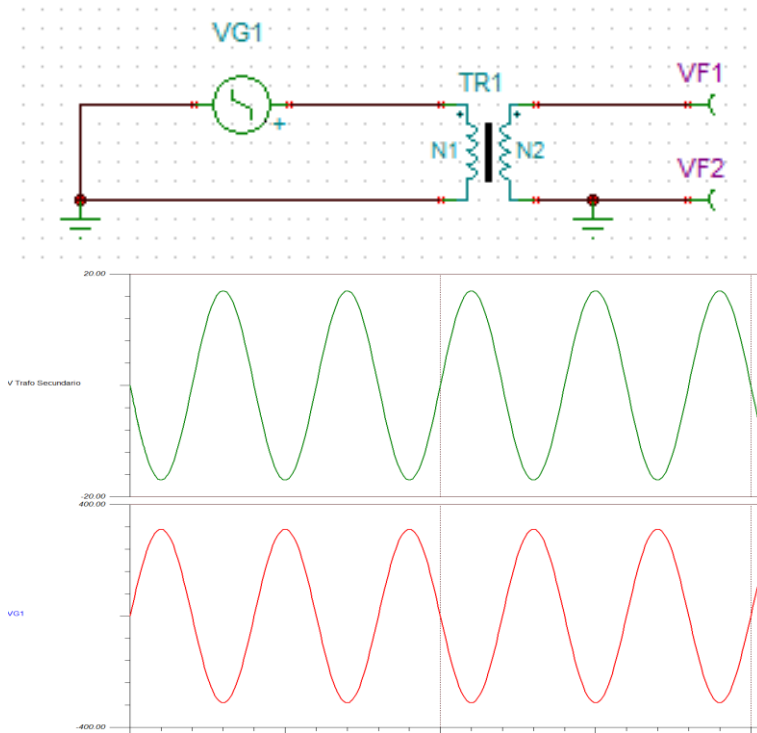 VG1
+
TR1
VF1
N1
N2
VF2
20.00
V Trafo Secundario
-20.00
400.00
VG1
-400.00